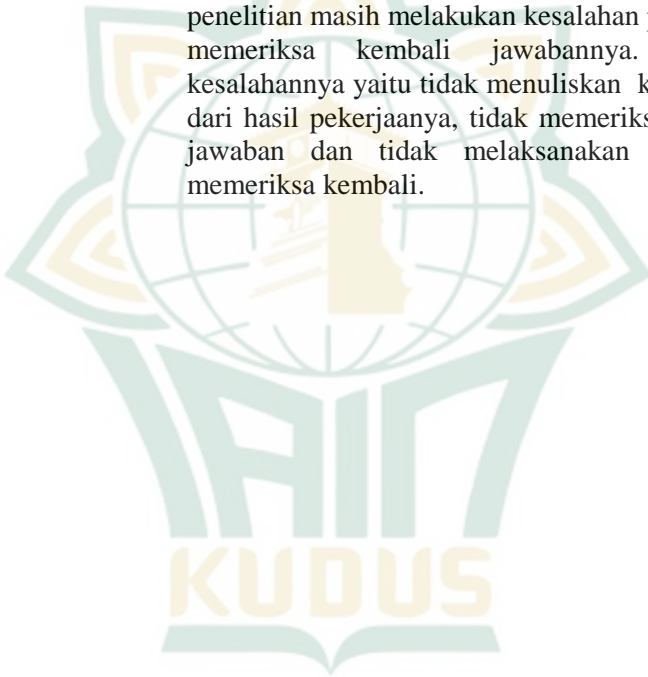 penelitian masih melakukan kesalahan
memeriksa kembali jawabannya.
kesalahannya yaitu tidak menuliskan
dari hasil pekerjaanya, tidak
jawaban dan tidak melaksanakan
memeriksa kembali.
IAIN
KUDUS